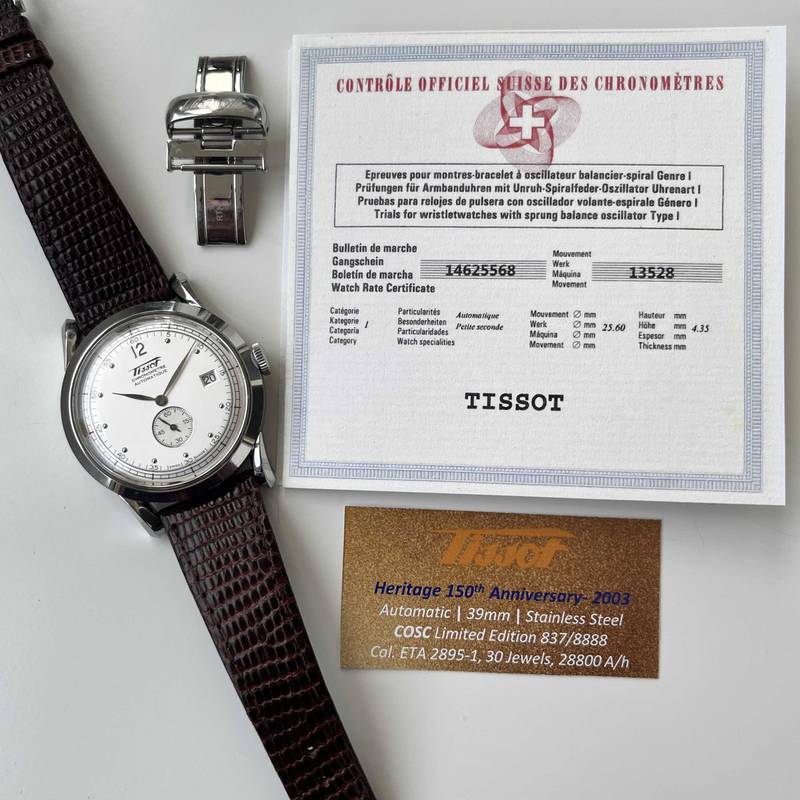 CONTRÔLE OFFICIEL SUISSE DES CHRONOMÈTRES
Epreuves pour montres-bracelet à oscillateur balancier-spiral Genre I
Prüfungen für Armbanduhren mit Unruh-Spiralfeder-Oszillator Uhrenart I
Pruebas para relojes de pulsera con oscillador volante-espirale Género I
Trials for wristletwatches with sprung balance oscillator Type I
Bulletin de marche
Gangschein
Boletín de marcha
Watch Rate Certificate
14625568
Mouvement
Werk
Máquina
Movement
13528
Catégorie
Kategorie
Categoría
Category
1
Particularités
Besonderheiten
Particularidades
Watch specialities
Automatique
Petite seconde
Mouvement ∅ mm
Werk ∅ mm
Máquina ∅ mm
Movement ∅ mm
25.60
Hauteur mm
Höhe mm
Espesor mm
Thickness mm
4.35
TISSOT
12
TISSOT
CHRONOMETRE
AUTOMATIQUE
20
60
15
30
45
60
Tissot
Heritage 150th Anniversary- 2003
Automatic | 39mm | Stainless Steel
COSC Limited Edition 837/8888
Cal. ETA 2895-1, 30 Jewels, 28800 A/h